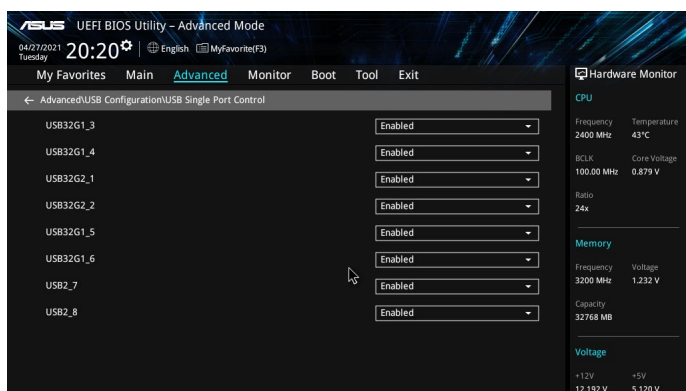 ASUS UEFI BIOS Utility – Advanced Mode
04/27/2021 Tuesday 20:20 English MyFavorite(F3)
My Favorites Main Advanced Monitor Boot Tool Exit
← Advanced\USB Configuration\USB Single Port Control
USB32G1_3 Enabled
USB32G1_4 Enabled
USB32G2_1 Enabled
USB32G2_2 Enabled
USB32G1_5 Enabled
USB32G1_6 Enabled
USB2_7 Enabled
USB2_8 Enabled
Hardware Monitor
CPU
Frequency Temperature
2400 MHz 43°C
BCLK Core Voltage
100.00 MHz 0.879 V
Ratio
24x
Memory
Frequency Voltage
3200 MHz 1.232 V
Capacity
32768 MB
Voltage
+12V +5V
12.192 V 5.120 V